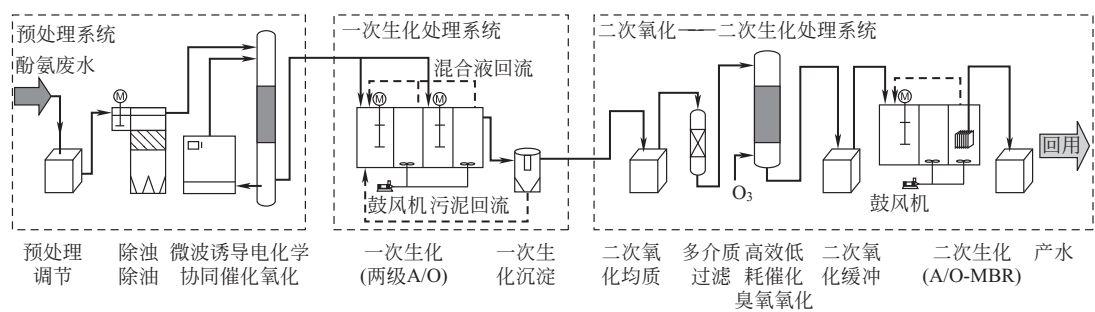 预处理系统
酚氨废水
M
一次生化处理系统
混合液回流
M
M
鼓风机
污泥回流
二次氧化——二次生化处理系统
O3
M
鼓风机
回用
预处理
调节
除油
除油
微波诱导电化学
协同催化氧化
一次生化
(两级A/O)
一次生
化沉淀
二次氧
化均质
多介质
过滤
高效低
耗催化
臭氧氧化
二次氧
化缓冲
二次生化
(A/O-MBR)
产水